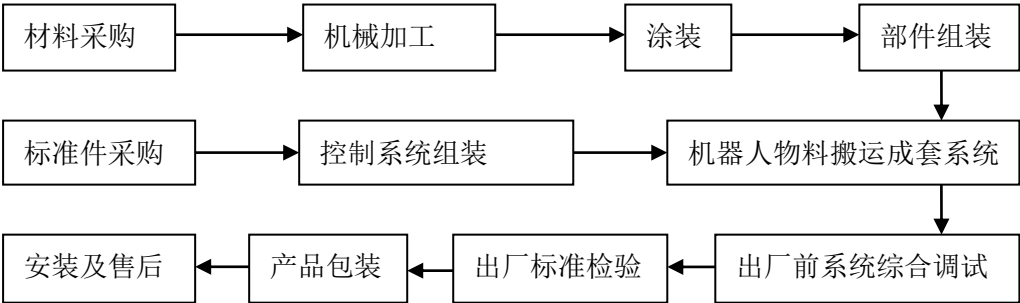 材料采购 机械加工 涂装 部件组装
标准件采购 控制系统组装 机器人物料搬运成套系统
安装及售后 产品包装 出厂标准检验 出厂前系统综合调试